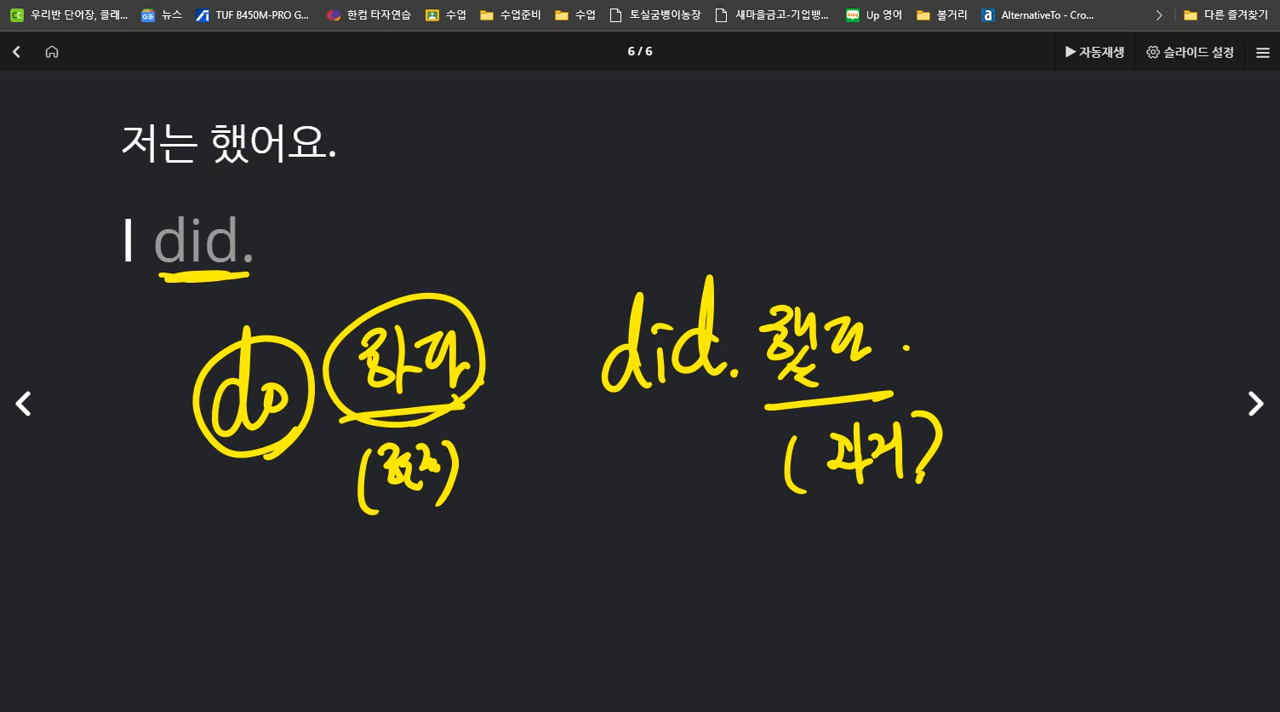 우리반 단어장, 클래... 뉴스 TUF B450M-PRO G... 한컴 타자연습 수업 수업준비 수업 토실굼벵이농장 새마을금고-기업뱅... Up 영어 볼거리 AlternativeTo - Cro... 다른 즐겨찾기
6 / 6 자동재생 슬라이드 설정
저는 했어요.
I did.
do 하다 did. 했다.
(현재) (과거)